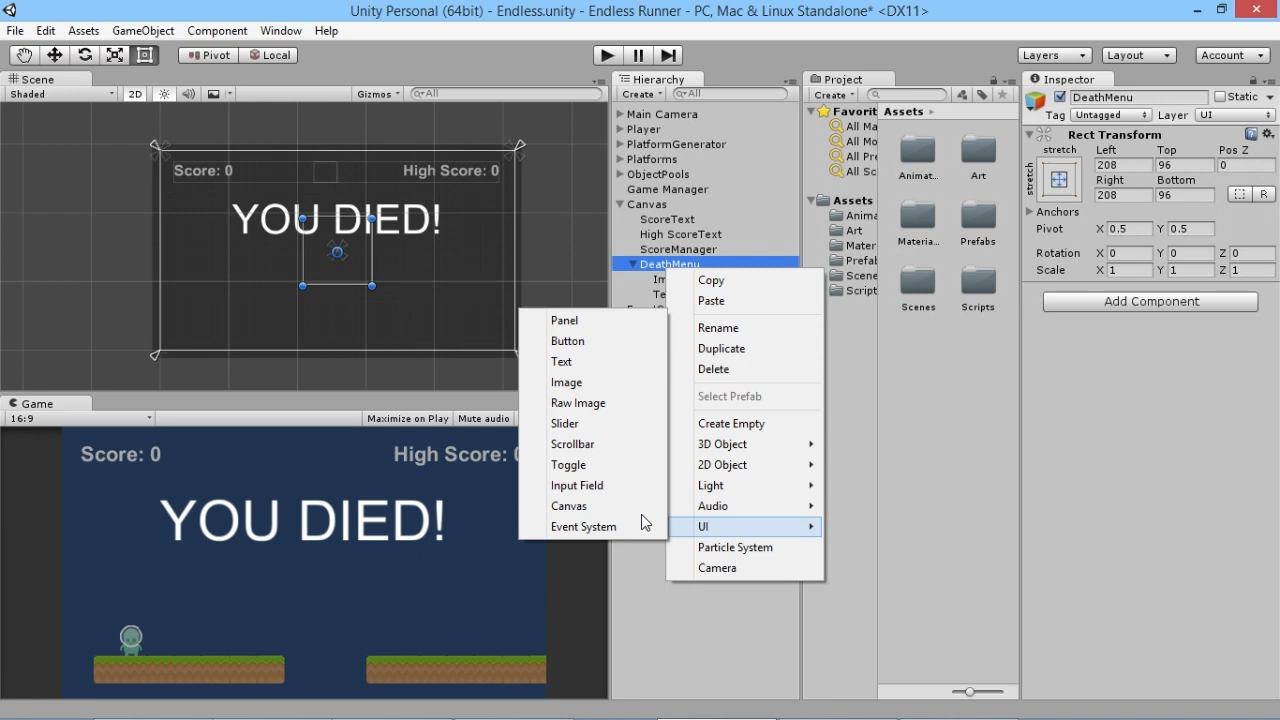 Unity Personal (64bit) - Endless.unity - Endless Runner - PC, Mac & Linux Standalone* <DX11>
File Edit Assets GameObject Component Window Help
Pivot Local Layers Layout Account
Scene
Shaded 2D Gizmos All
Score: 0 High Score: 0
YOU DIED!
Game
16:9 Maximize on Play Mute audio
Score: 0 High Score: 0
YOU DIED!
Hierarchy
Create All
Main Camera
Player
PlatformGenerator
Platforms
ObjectPools
Game Manager
Canvas
ScoreText
High ScoreText
ScoreManager
DeathMenu
Im
Te
Copy
Paste
Rename
Duplicate
Delete
Select Prefab
Create Empty
3D Object
2D Object
Light
Audio
UI
Particle System
Camera
Panel
Button
Text
Image
Raw Image
Slider
Scrollbar
Toggle
Input Field
Canvas
Event System
Project
Create
Favorit
All Ma
All Mo
All Pre
All Sc
Assets
Anima
Art
Mater
Prefab
Scene
Script
Assets
Animat... Art
Materia... Prefabs
Scenes Scripts
Inspector
DeathMenu Static
Tag Untagged Layer UI
Rect Transform
stretch Left Top Pos Z
stretch
208 96 0
Right Bottom
208 96 R
Anchors
Pivot X 0.5 Y 0.5
Rotation X 0 Y 0 Z 0
Scale X 1 Y 1 Z 1
Add Component